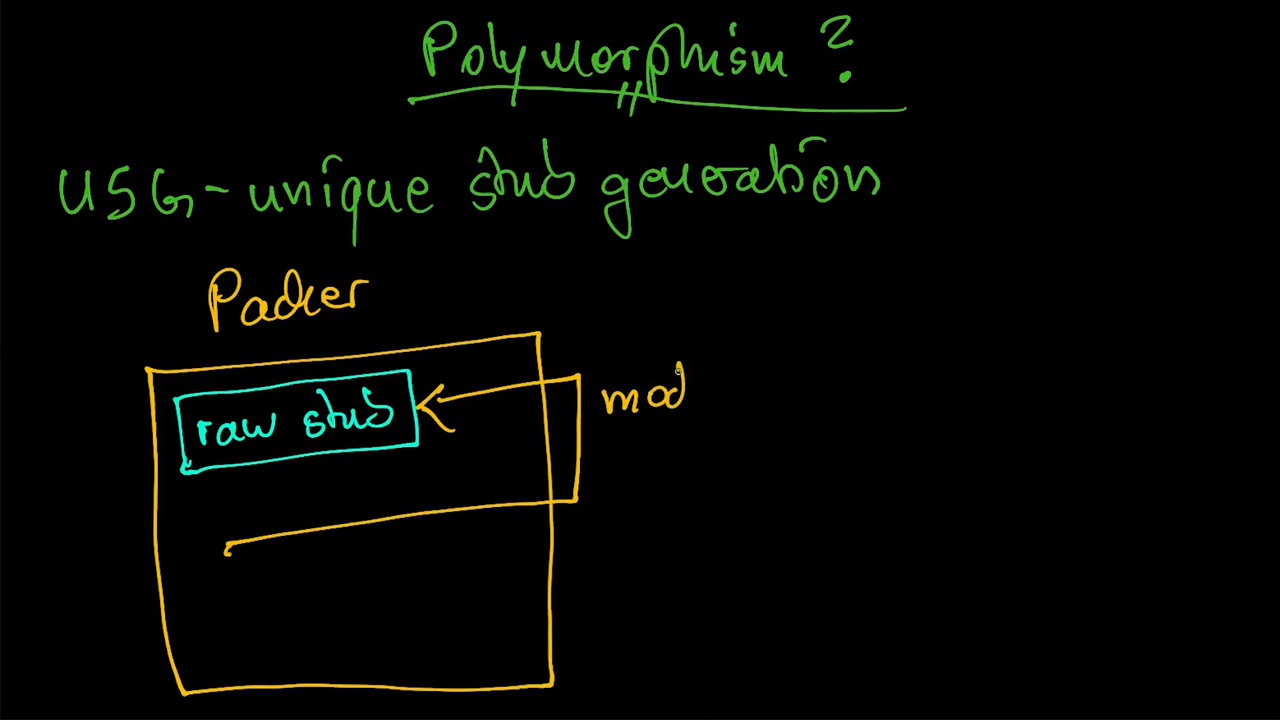 Polymorphism?
USG - unique stub generation
Packer
raw stub
mod